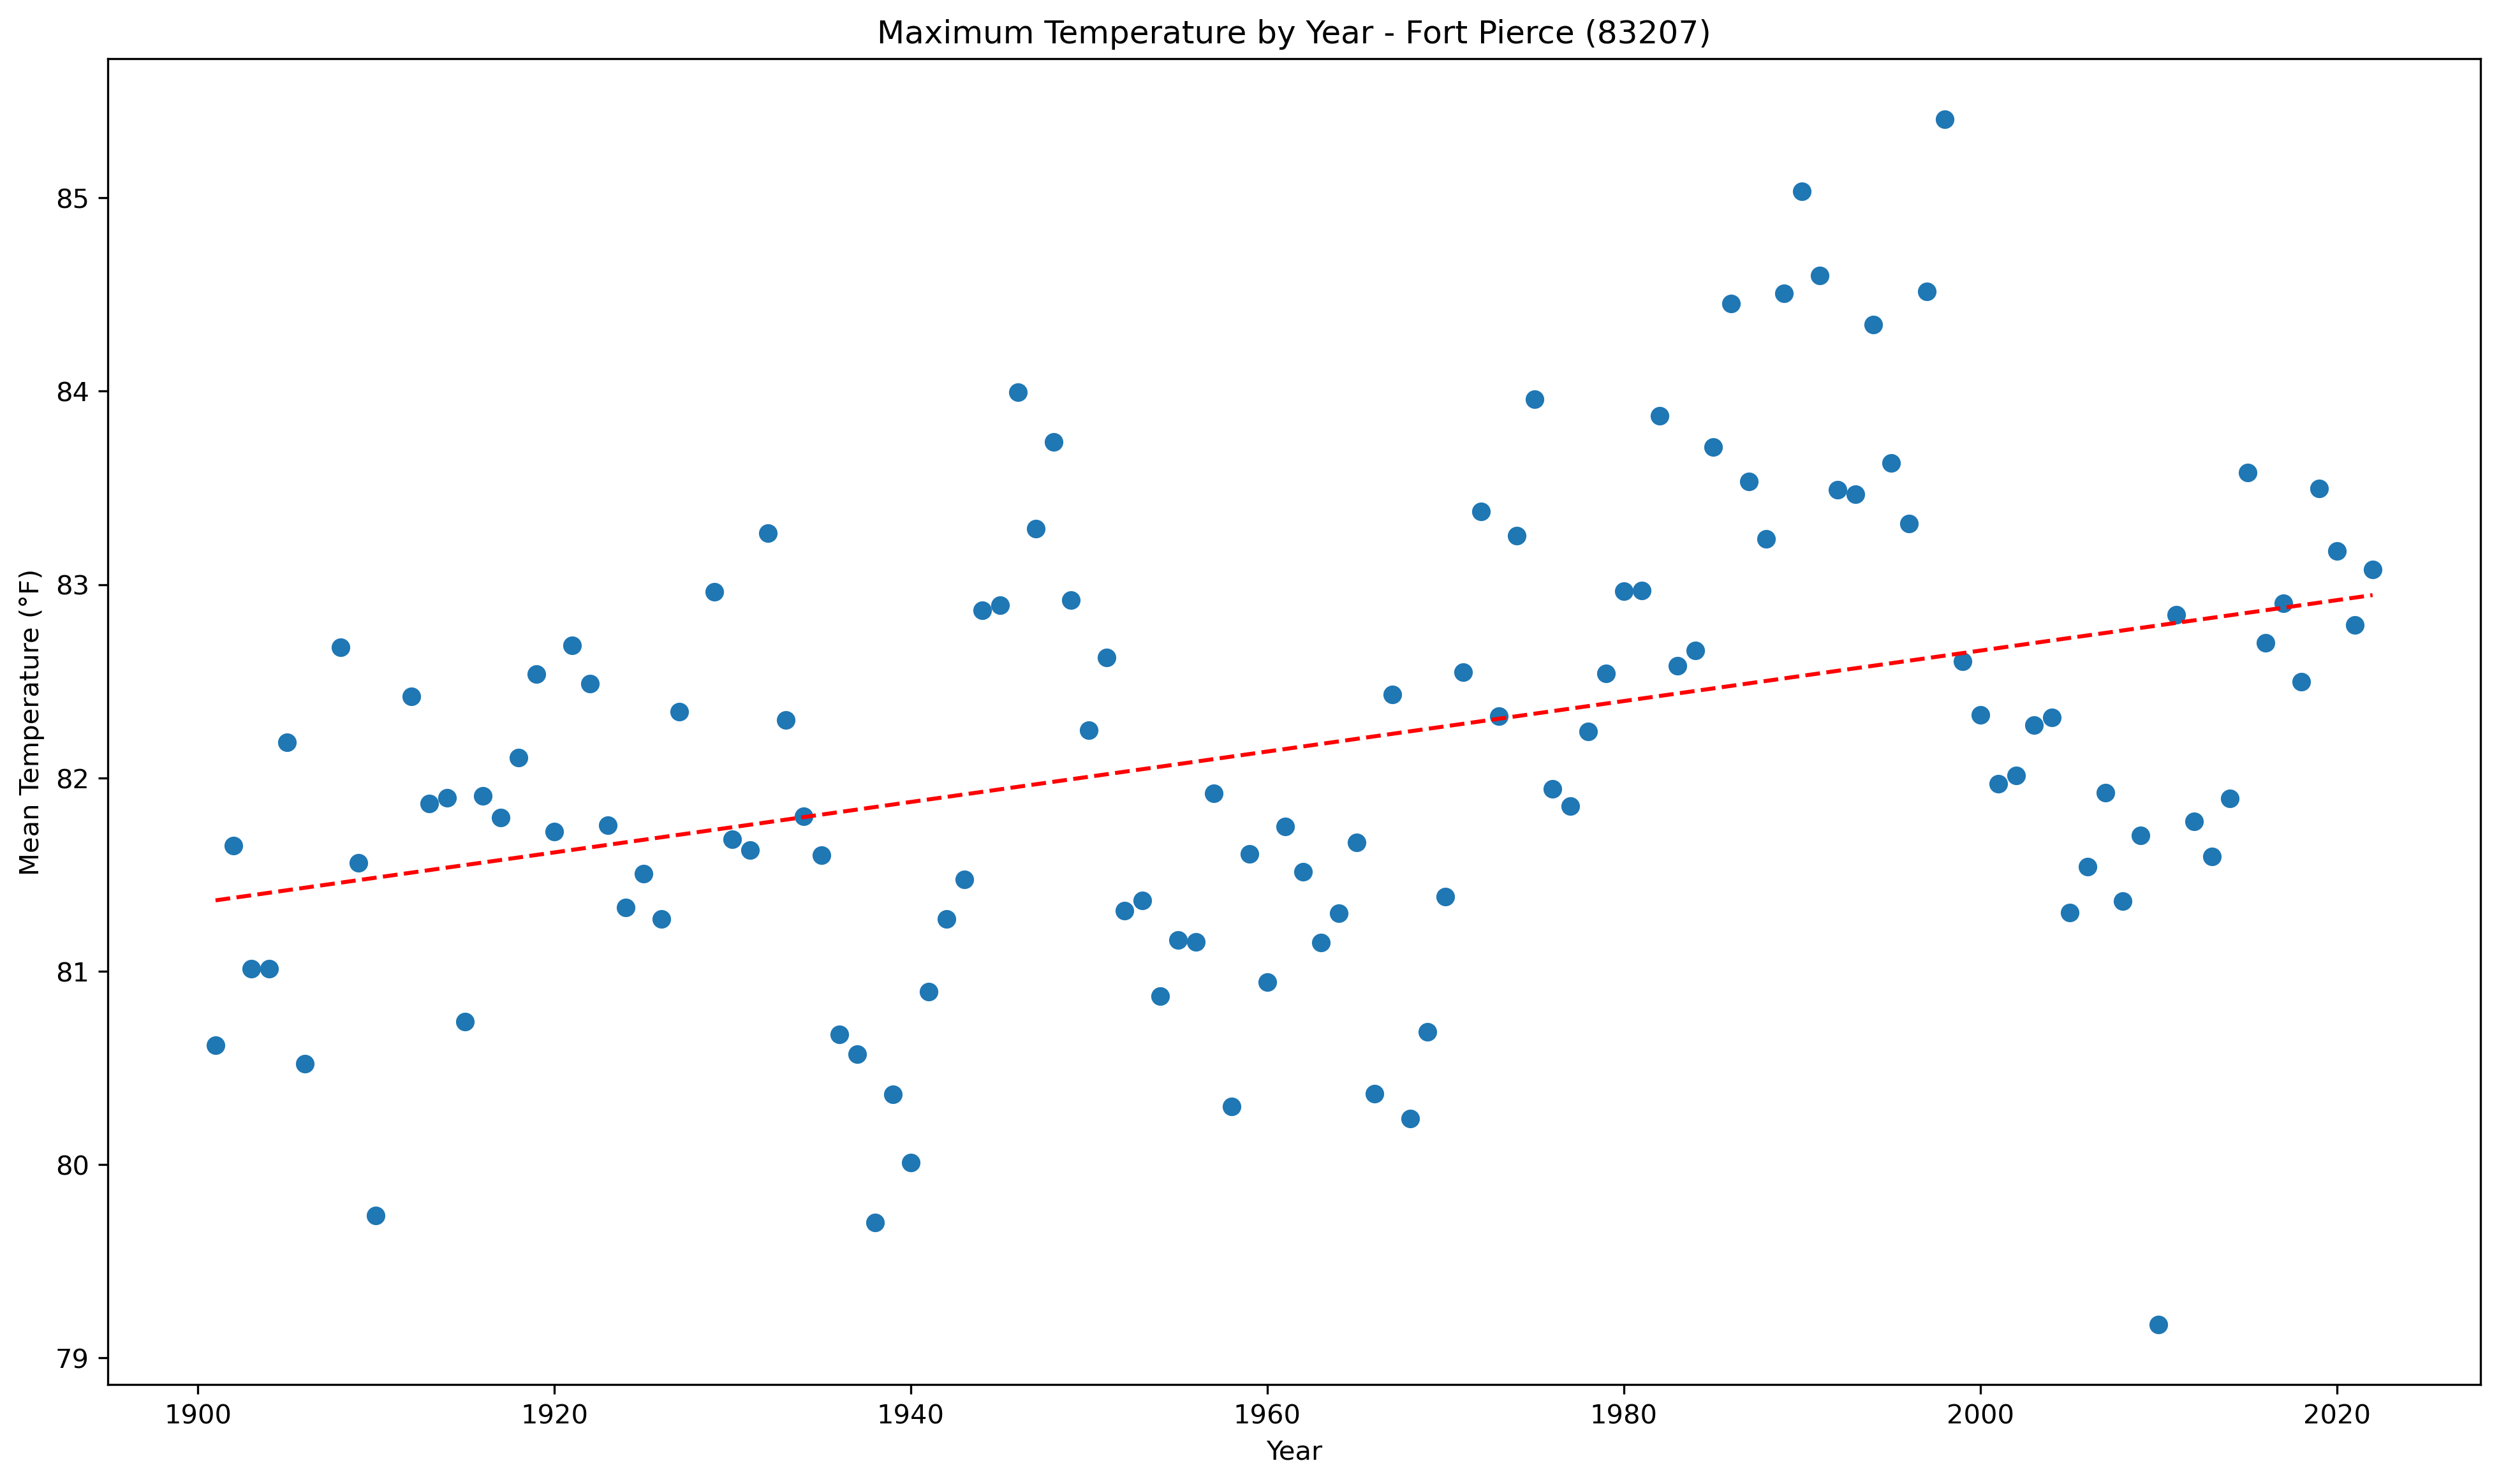 Maximum Temperature by Year - Fort Pierce (83207)
Mean Temperature (°F)
85
84
83
82
81
80
79
1900 1920 1940 1960 1980 2000 2020
Year